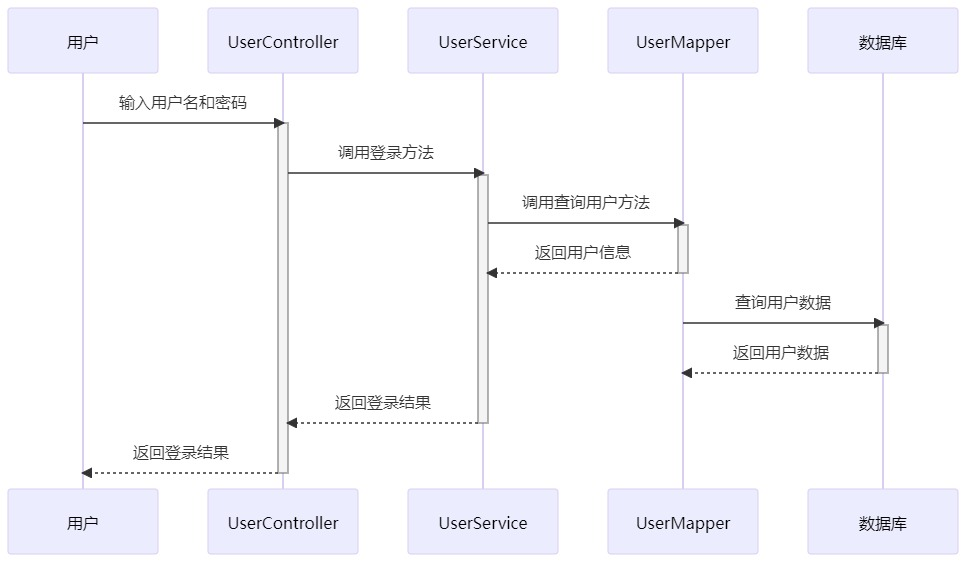 用户
UserController
UserService
UserMapper
数据库
输入用户名和密码
调用登录方法
调用查询用户方法
返回用户信息
查询用户数据
返回用户数据
返回登录结果
返回登录结果
用户
UserController
UserService
UserMapper
数据库